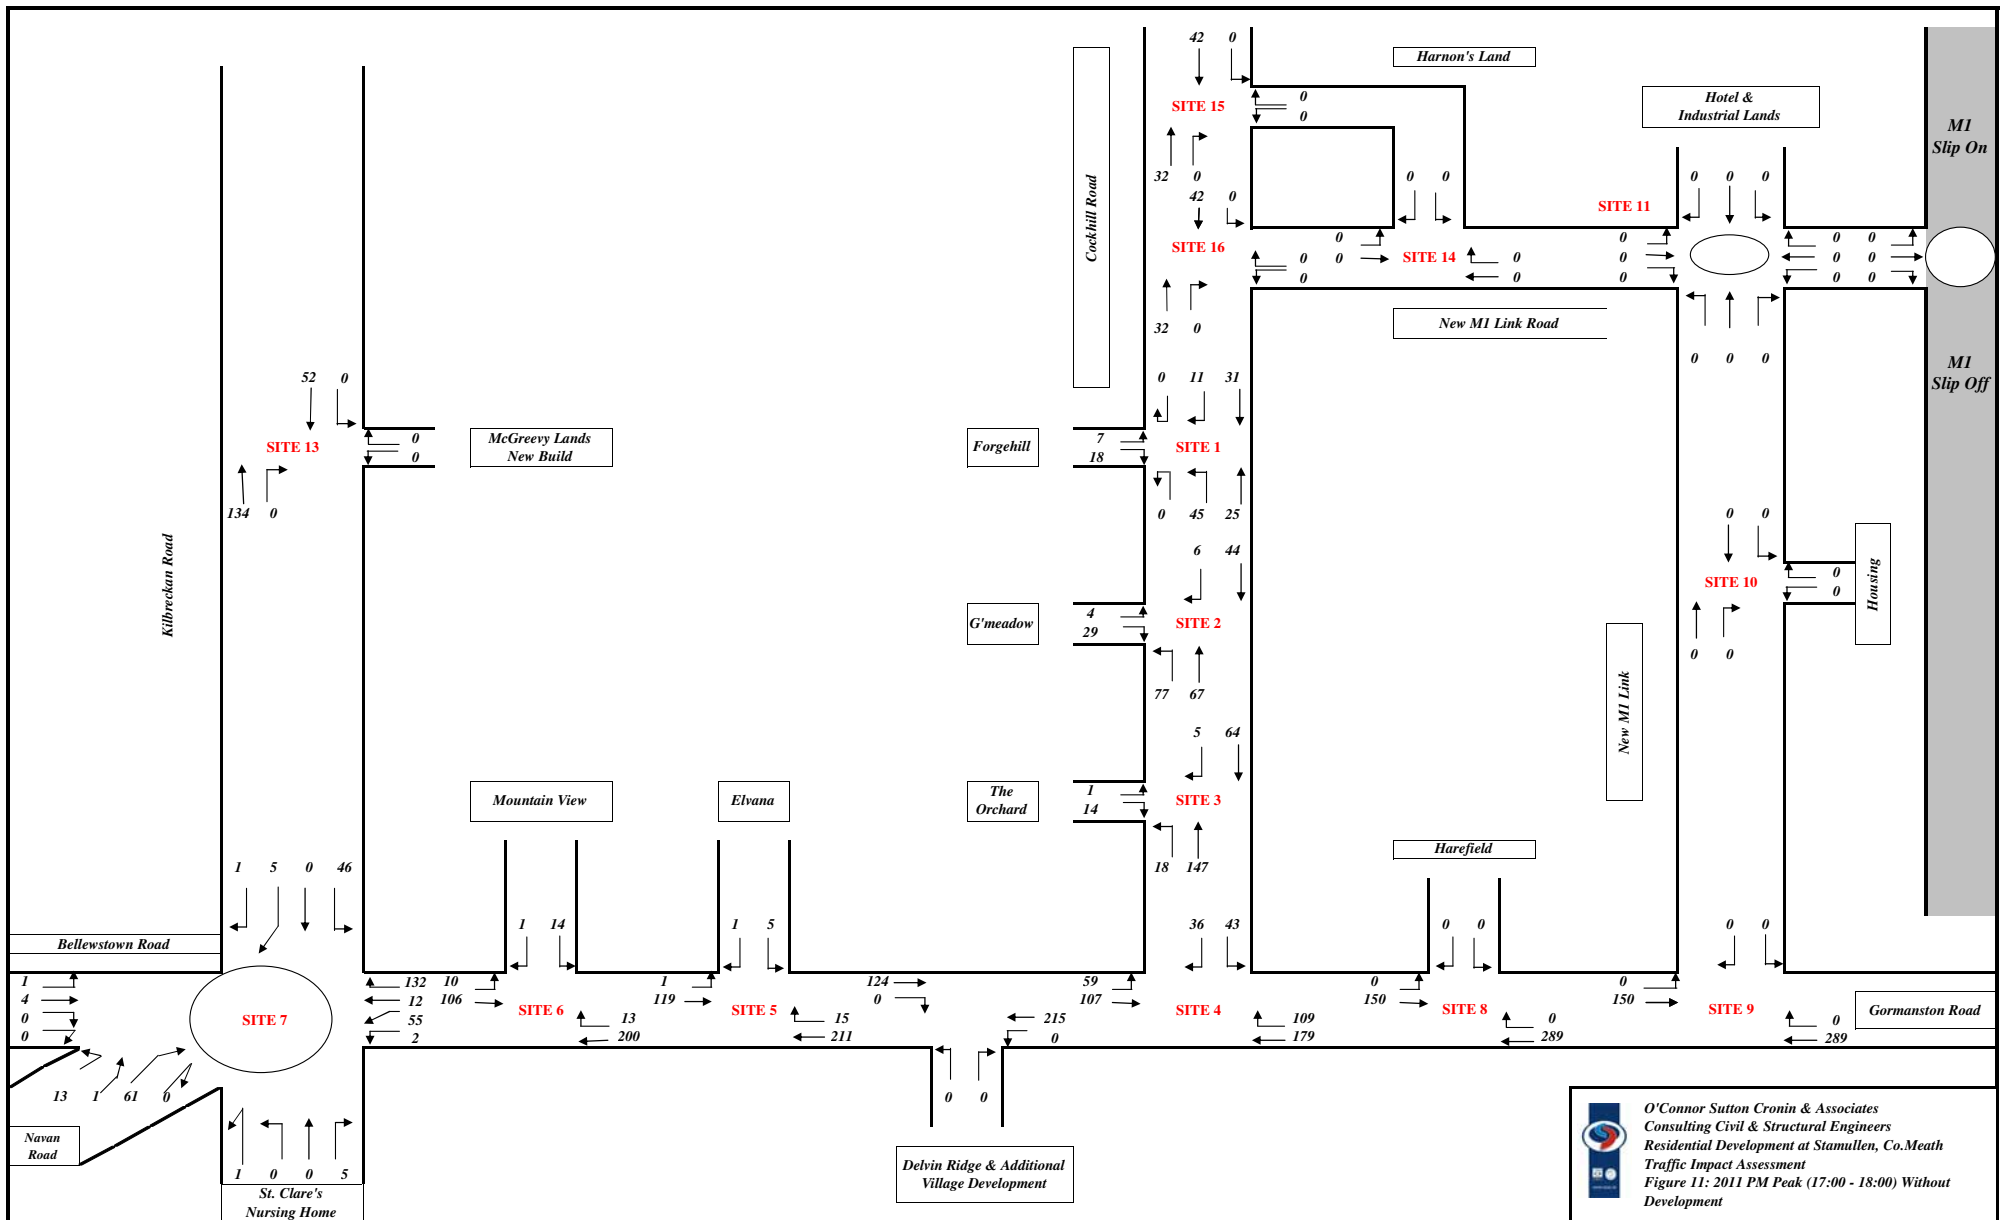 42 0
Harnon's Land
Hotel &
Industrial Lands
SITE 15
0
0
M1
Slip On
32 0
42 0
0 0
0 0 0
SITE 11
Cockhill Road
SITE 16
0
0
0
0
SITE 14
0
0
0
0
0
0 0
0 0
0 0
32 0
New M1 Link Road
0 0 0
M1
Slip Off
52 0
0 11 31
SITE 13
0
0
McGreevy Lands
New Build
Forgehill
7
18
SITE 1
134 0
0 45 25
0 0
Kilbreckan Road
6 44
SITE 10
0
0
Housing
G'meadow
4
29
SITE 2
0 0
77 67
New M1 Link
5 64
Mountain View
Elvana
The
Orchard
1
14
SITE 3
Harefield
1 5 0 46
18 147
1 14
1 5
36 43
0 0
0 0
Bellewstown Road
1
4
0
0
SITE 7
132
12
55
2
10
106
SITE 6
13
200
1
119
SITE 5
15
211
124
0
215
0
59
107
SITE 4
109
179
0
150
SITE 8
0
289
0
150
SITE 9
0
289
Gormanston Road
13 1 61 0
0 0
Navan
Road
1 0 0 5
St. Clare's
Nursing Home
Delvin Ridge & Additional
Village Development
O'Connor Sutton Cronin & Associates
Consulting Civil & Structural Engineers
Residential Development at Stamullen, Co.Meath
Traffic Impact Assessment
Figure 11: 2011 PM Peak (17:00 - 18:00) Without
Development